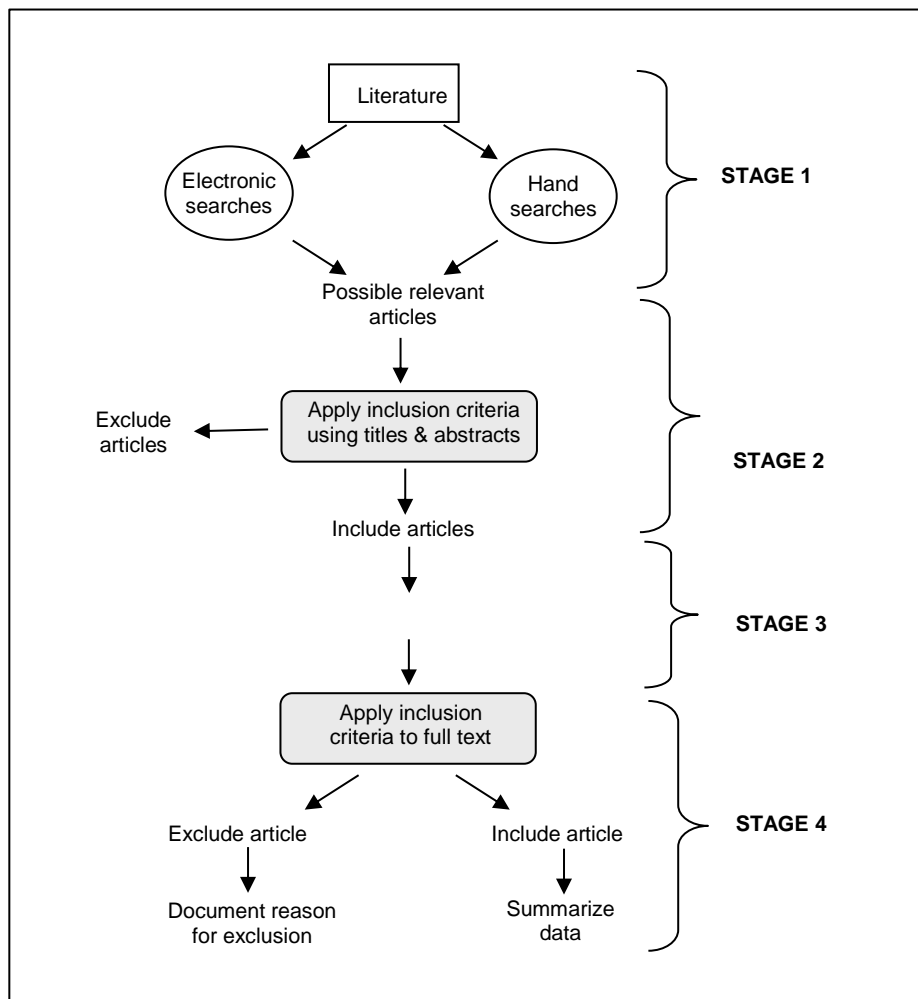 Literature
Electronic
searches
Hand
searches
STAGE 1
Possible relevant
articles
Apply inclusion criteria
using titles & abstracts
Exclude
articles
STAGE 2
Include articles
STAGE 3
Apply inclusion
criteria to full text
Exclude article
Include article
STAGE 4
Document reason
for exclusion
Summarize
data